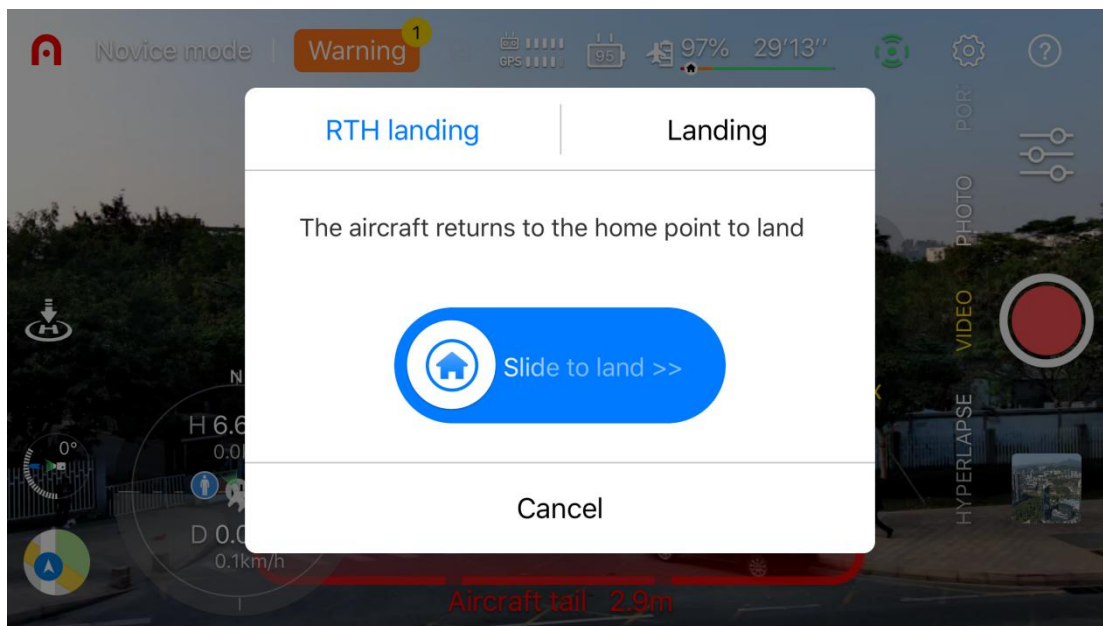 Novice mode
Warning
1
GPS
95
97%
29'13''
?
RTH landing
Landing
The aircraft returns to the home point to land
Slide to land >>
Cancel
PHOTO
VIDEO
HYPERLAPSE
N
H 6.6
0°
D 0.0
0.1km/h
Aircraft tail 2.9m